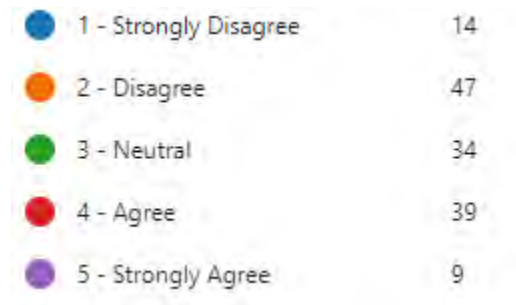 1 - Strongly Disagree 14
2 - Disagree 47
3 - Neutral 34
4 - Agree 39
5 - Strongly Agree 9